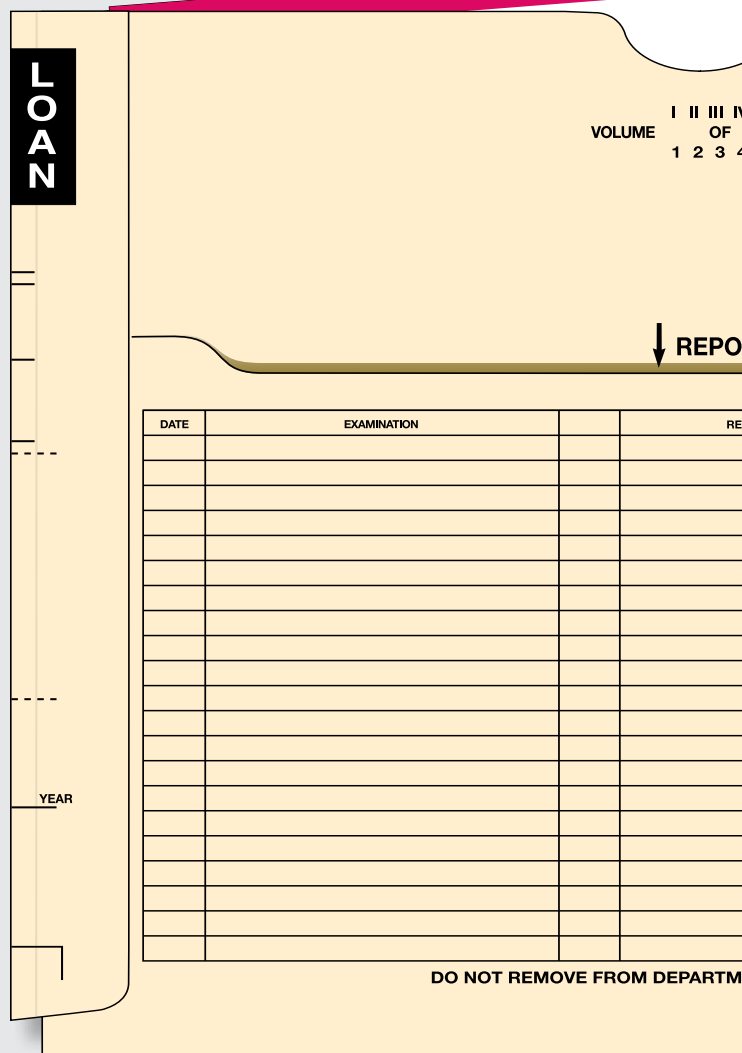 LOAN
I II III IV
VOLUME OF
1 2 3 4
REPO
DATE EXAMINATION RE
YEAR
DO NOT REMOVE FROM DEPARTM